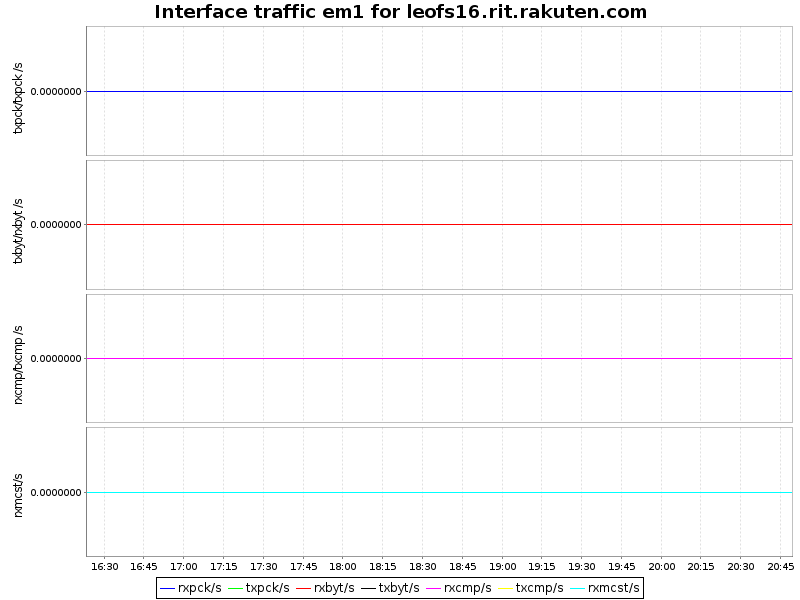 Interface traffic em1 for leofs16.rit.rakuten.com
txpck/rxpck /s
0.0000000
txbyt/rxbyt /s
0.0000000
rxcmp/txcmp /s
0.0000000
rxmcst/s
0.0000000
16:30 16:45 17:00 17:15 17:30 17:45 18:00 18:15 18:30 18:45 19:00 19:15 19:30 19:45 20:00 20:15 20:30 20:45
rxpck/s txpck/s rxbyt/s txbyt/s rxcmp/s txcmp/s rxmcst/s